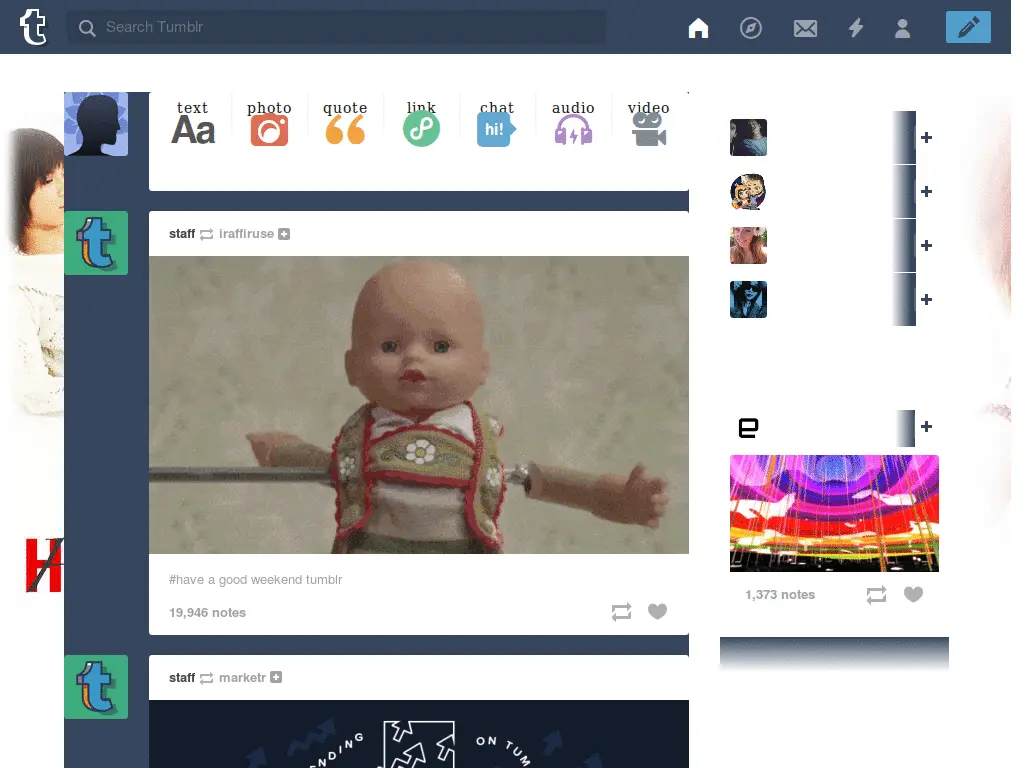 t
Search Tumblr
text photo quote link chat audio video
Aa hi!
staff iraffiruse
t
#have a good weekend tumblr
19,946 notes
e
1,373 notes
H
staff marketr
t
NDING ON TUM